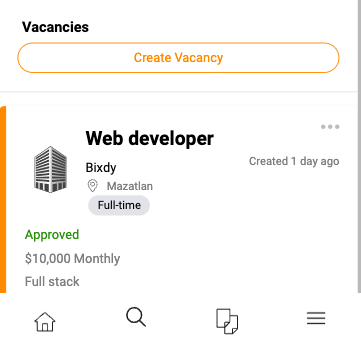 Vacancies
Create Vacancy
Web developer
Created 1 day ago
Bixdy
Mazatlan
Full-time
Approved
$10,000 Monthly
Full stack